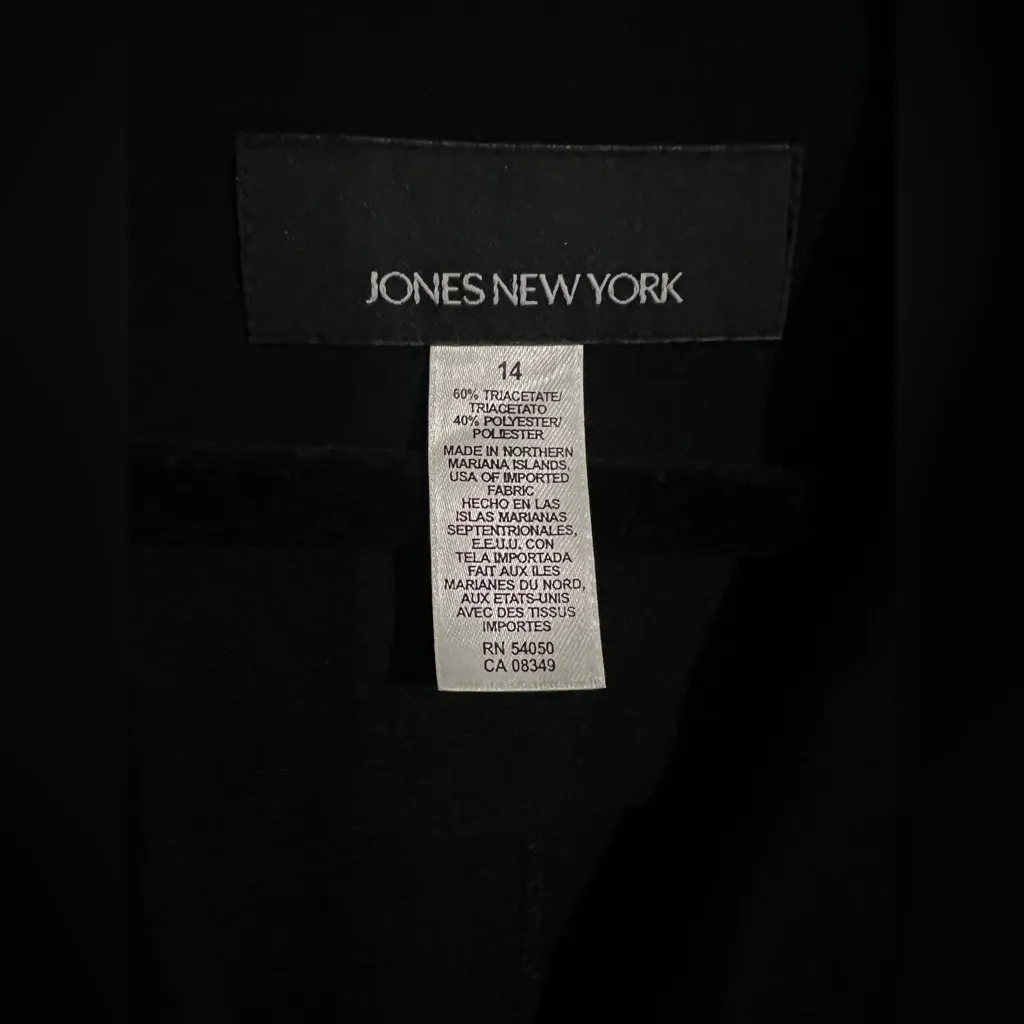 JONES NEW YORK
14
60% TRIACETATE/
TRIACETATO
40% POLYESTER/
POLIESTER
MADE IN NORTHERN
MARIANA ISLANDS,
USA OF IMPORTED
FABRIC
HECHO EN LAS
ISLAS MARIANAS
SEPTENTRIONALES,
E.E.U.U. CON
TELA IMPORTADA
FAIT AUX ILES
MARIANES DU NORD,
AUX ETATS-UNIS
AVEC DES TISSUS
IMPORTES
RN 54050
CA 08349